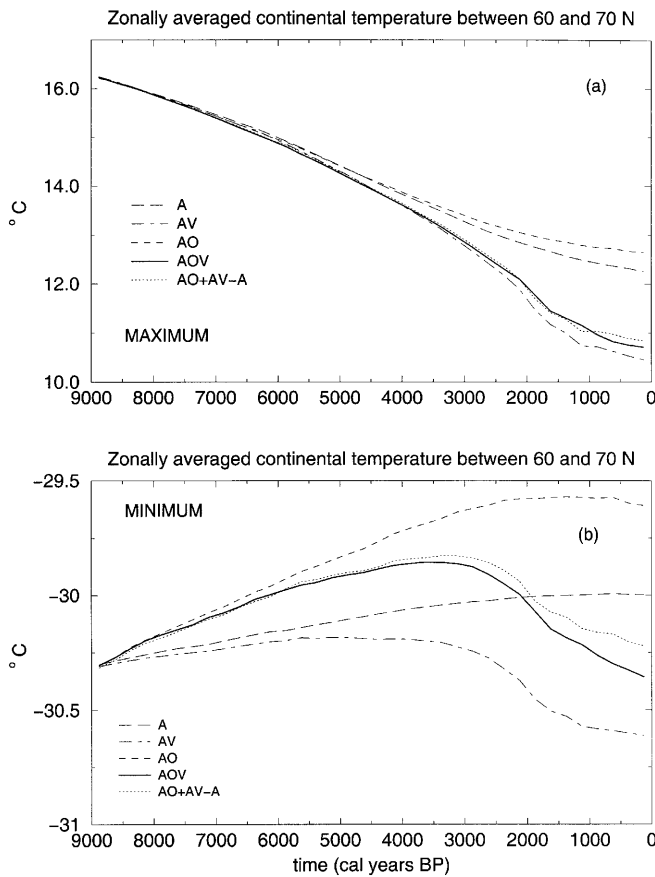 Zonally averaged continental temperature between 60 and 70 N
16.0
(a)
14.0
°C
A
AV
AO
12.0
AOV
AO+AV-A
MAXIMUM
10.0
9000 8000 7000 6000 5000 4000 3000 2000 1000 0
Zonally averaged continental temperature between 60 and 70 N
-29.5
MINIMUM
(b)
-30
°C
-30.5
A
AV
AO
AOV
AO+AV-A
-31
9000 8000 7000 6000 5000 4000 3000 2000 1000 0
time (cal years BP)